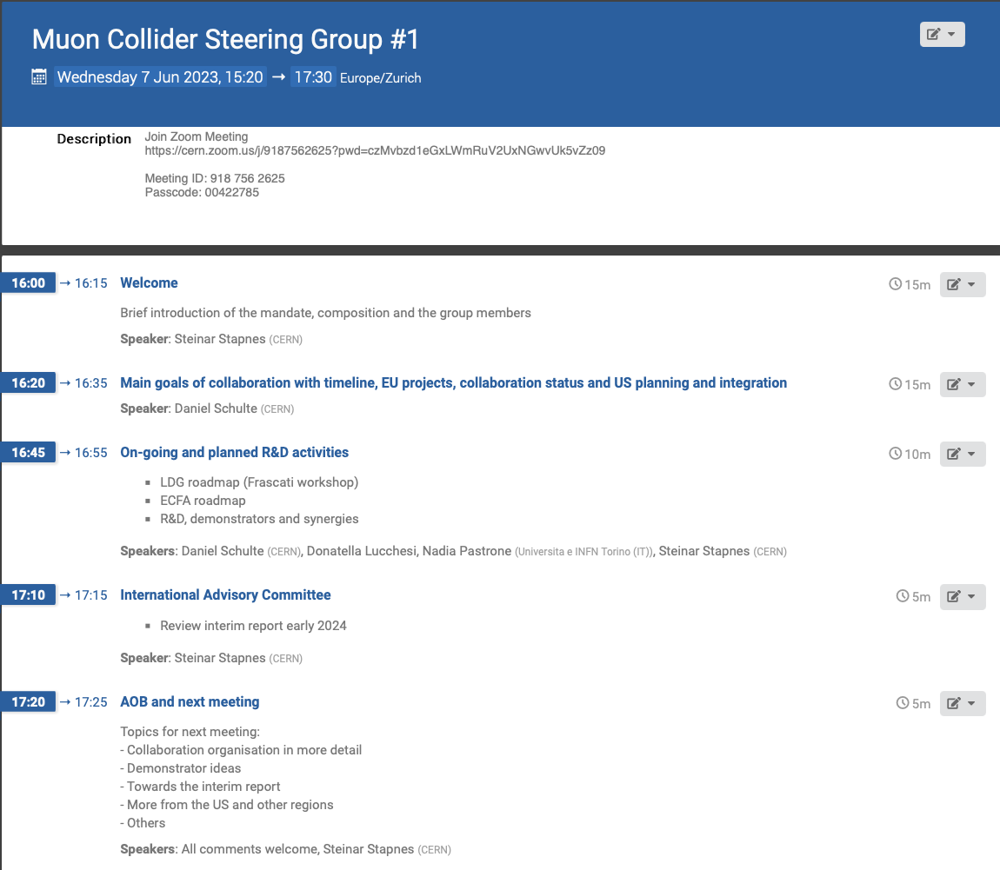 Muon Collider Steering Group #1
Wednesday 7 Jun 2023, 15:20 → 17:30 Europe/Zurich
Description Join Zoom Meeting
https://cern.zoom.us/j/9187562625?pwd=czMvbzd1eGxLWmRuV2UxNGwvUk5vZz09
Meeting ID: 918 756 2625
Passcode: 00422785
16:00 → 16:15 Welcome 15m
Brief introduction of the mandate, composition and the group members
Speaker: Steinar Stapnes (CERN)
16:20 → 16:35 Main goals of collaboration with timeline, EU projects, collaboration status and US planning and integration 15m
Speaker: Daniel Schulte (CERN)
16:45 → 16:55 On-going and planned R&D activities 10m
▪ LDG roadmap (Frascati workshop)
▪ ECFA roadmap
▪ R&D, demonstrators and synergies
Speakers: Daniel Schulte (CERN), Donatella Lucchesi, Nadia Pastrone (Universita e INFN Torino (IT)), Steinar Stapnes (CERN)
17:10 → 17:15 International Advisory Committee 5m
▪ Review interim report early 2024
Speaker: Steinar Stapnes (CERN)
17:20 → 17:25 AOB and next meeting 5m
Topics for next meeting:
- Collaboration organisation in more detail
- Demonstrator ideas
- Towards the interim report
- More from the US and other regions
- Others
Speakers: All comments welcome, Steinar Stapnes (CERN)